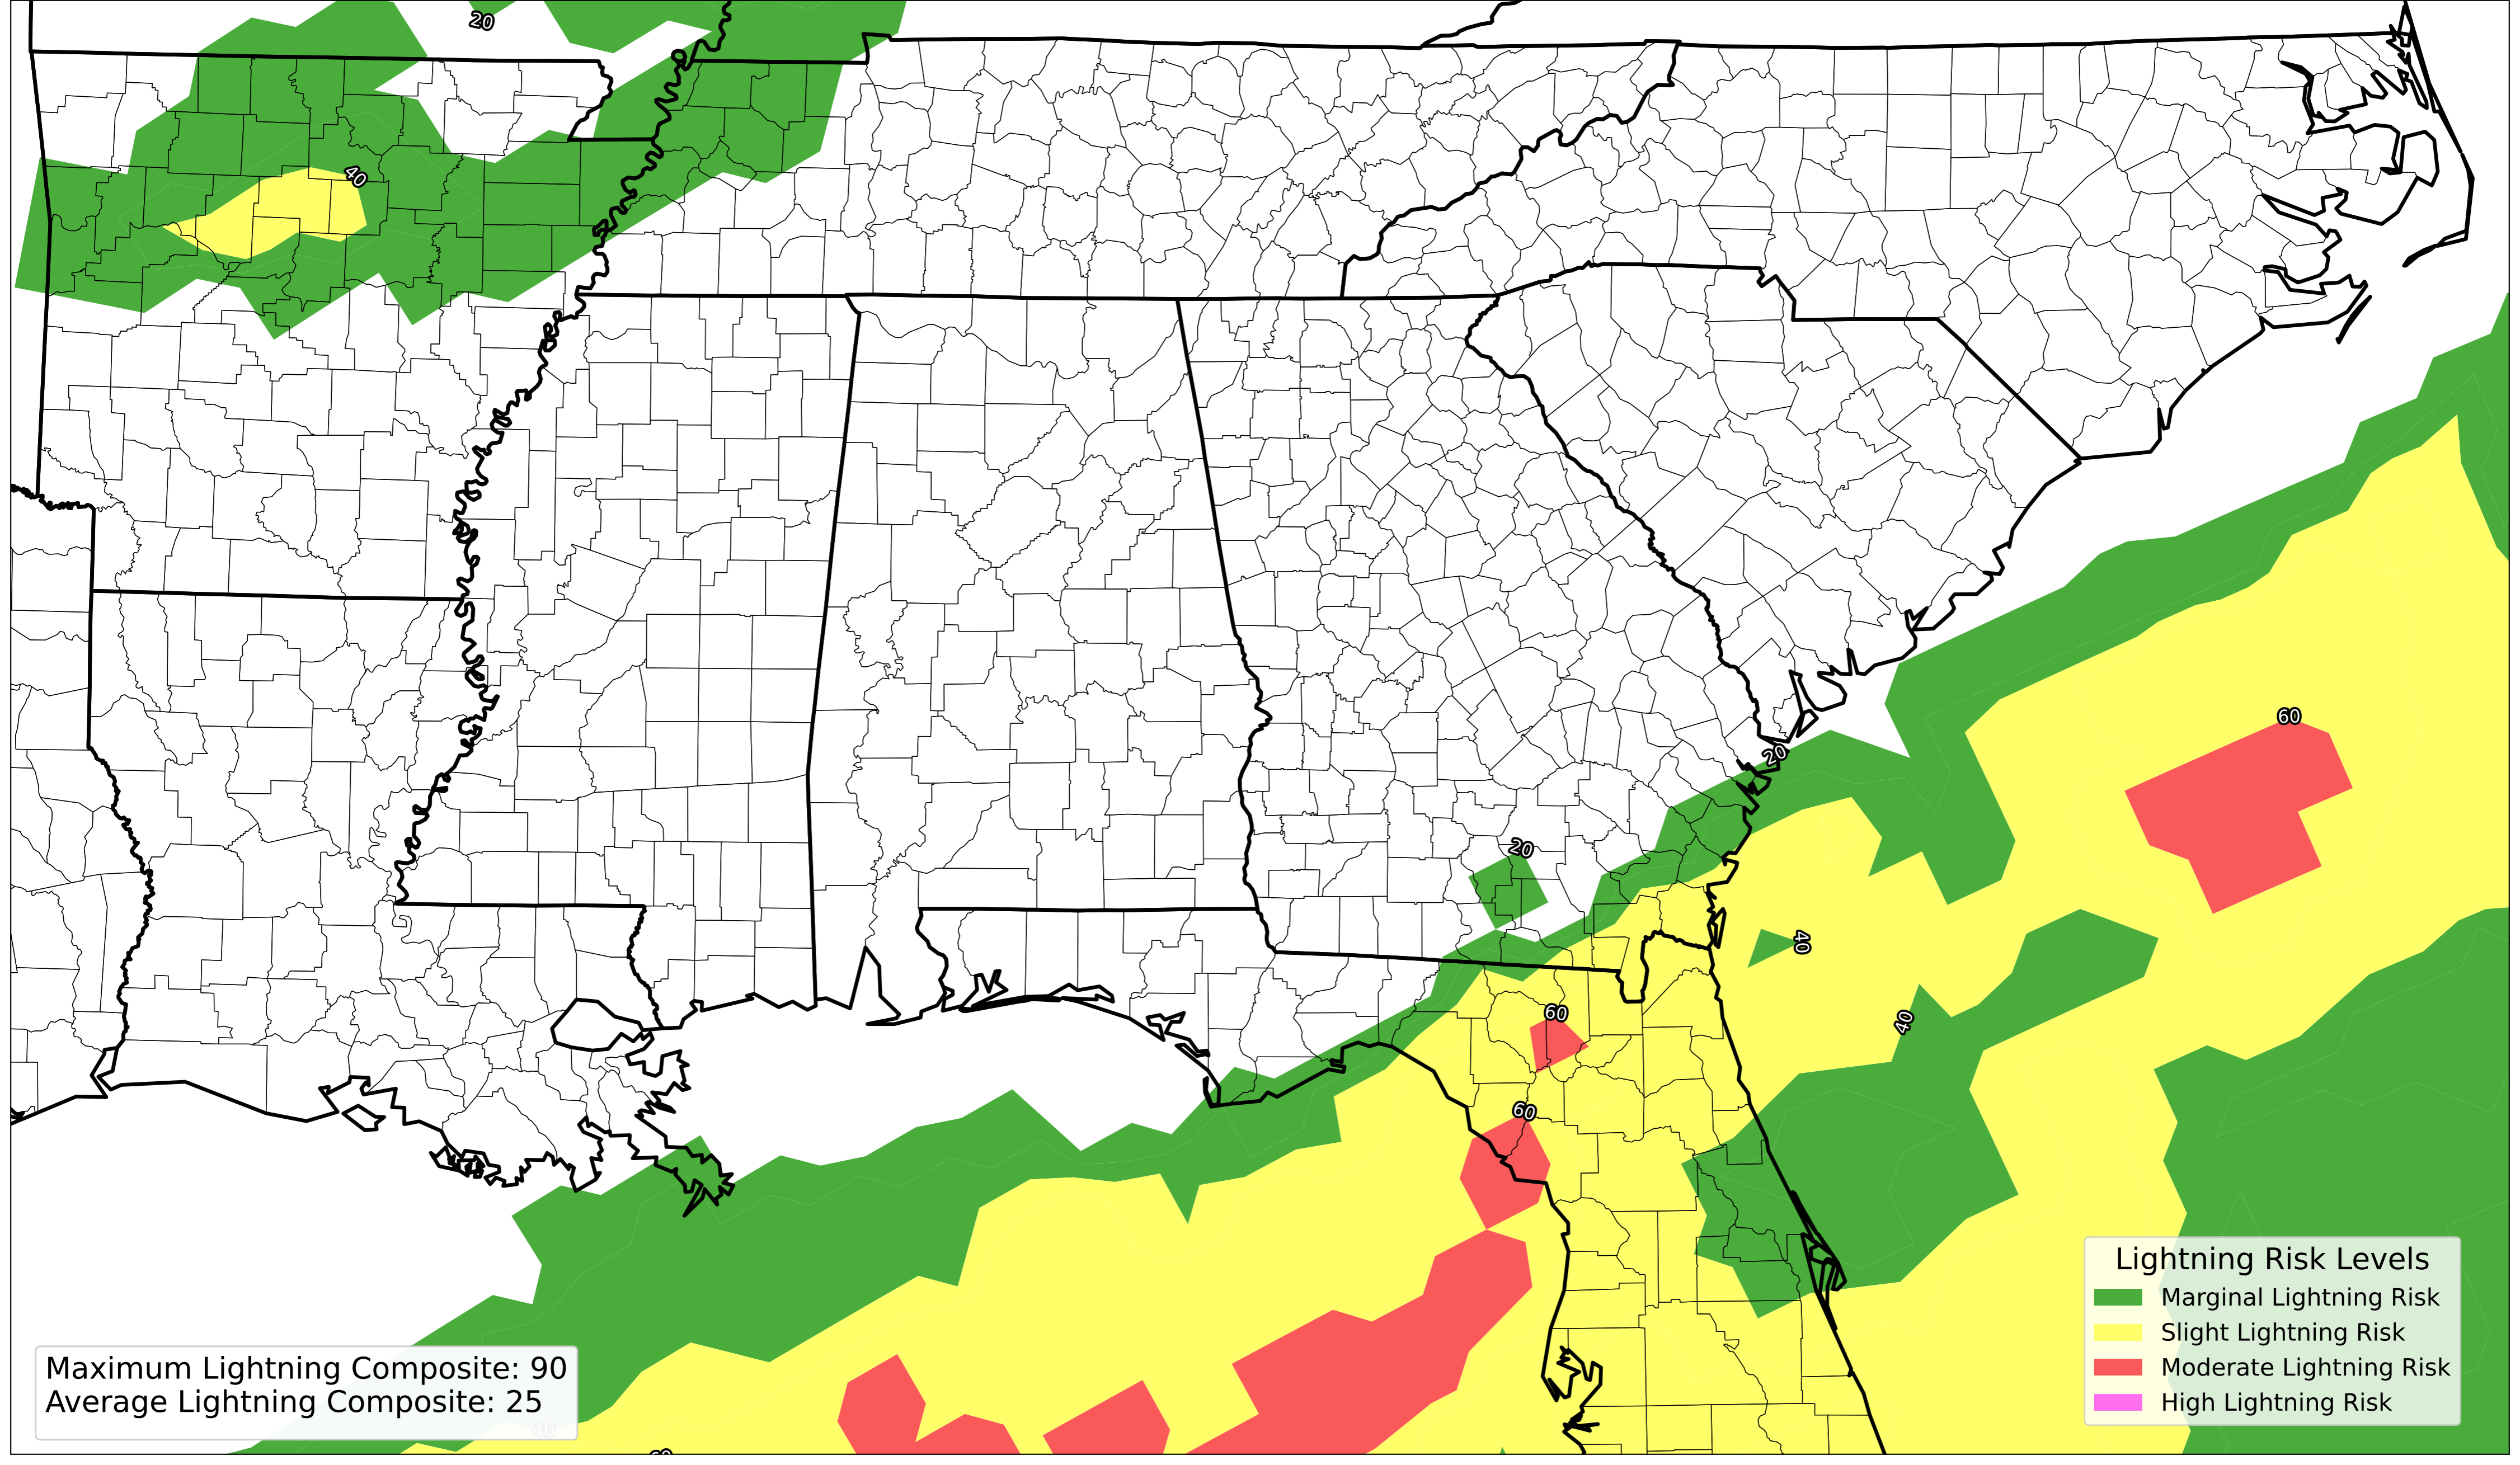 20
40
60
20
20
40
60
40
60
Lightning Risk Levels
Marginal Lightning Risk
Slight Lightning Risk
Moderate Lightning Risk
High Lightning Risk
Maximum Lightning Composite: 90
Average Lightning Composite: 25
40